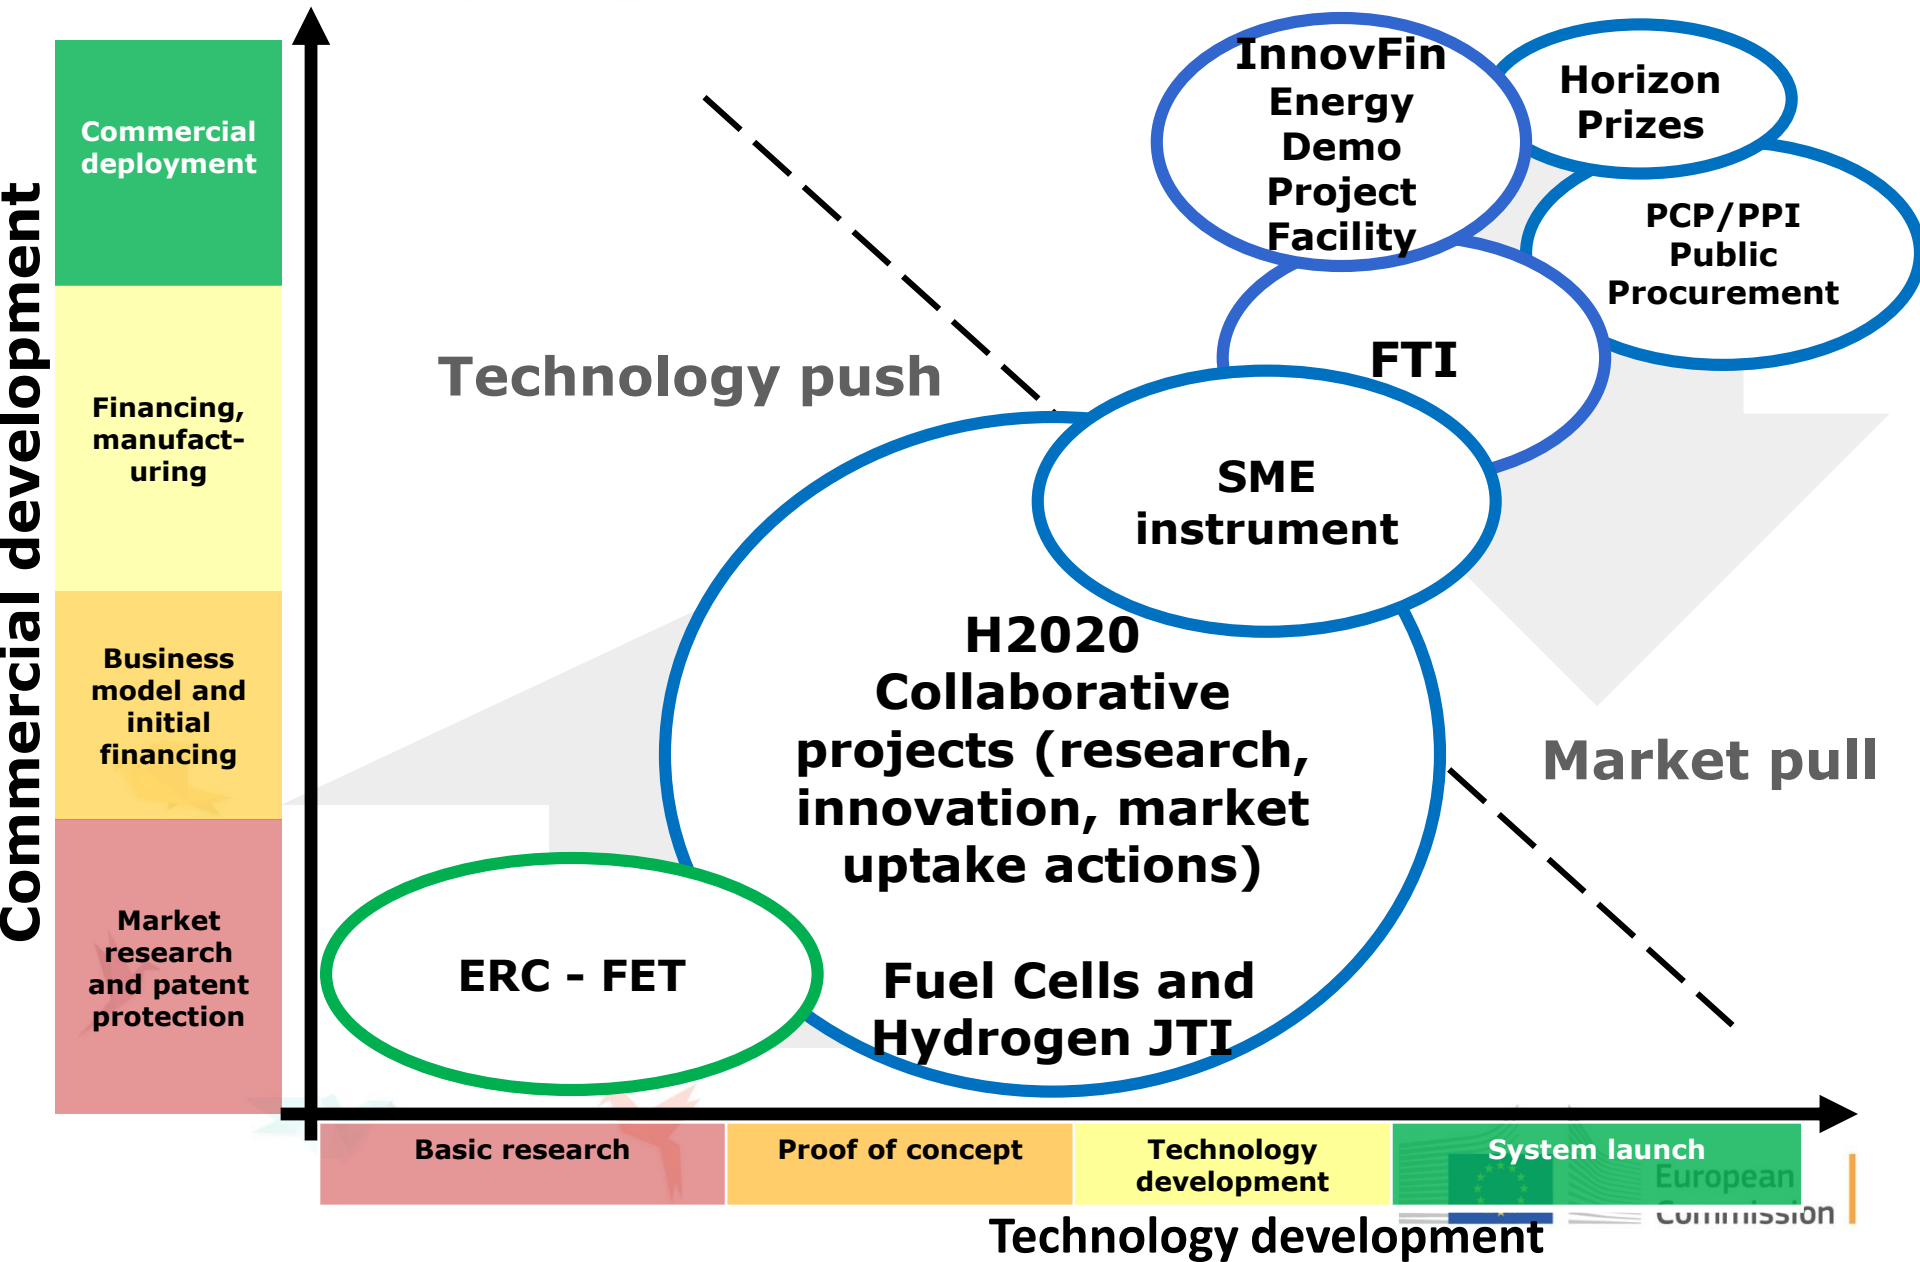 Commercial development
Commercial
deployment
Financing,
manufact-
uring
Business
model and
initial
financing
Market
research
and patent
protection
InnovFin
Energy
Demo
Project
Facility
Horizon
Prizes
PCP/PPI
Public
Procurement
FTI
Technology push
SME
instrument
H2020
Collaborative
projects (research,
innovation, market
uptake actions)
Fuel Cells and
Hydrogen JTI
Market pull
ERC - FET
Basic research
Proof of concept
Technology
development
System launch
European
Commission
Technology development